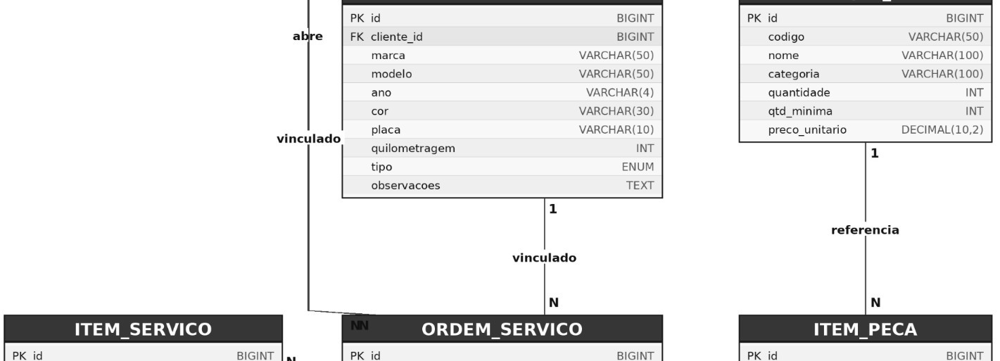 PK id BIGINT
FK cliente_id BIGINT
marca VARCHAR(50)
modelo VARCHAR(50)
ano VARCHAR(4)
cor VARCHAR(30)
placa VARCHAR(10)
quilometragem INT
tipo ENUM
observacoes TEXT
PK id BIGINT
codigo VARCHAR(50)
nome VARCHAR(100)
categoria VARCHAR(100)
quantidade INT
qtd_minima INT
preco_unitario DECIMAL(10,2)
abre
vinculado
1
vinculado
N
1
referencia
N
NN
ITEM_SERVICO
PK id BIGINT
N
ORDEM_SERVICO
PK id BIGINT
ITEM_PECA
PK id BIGINT